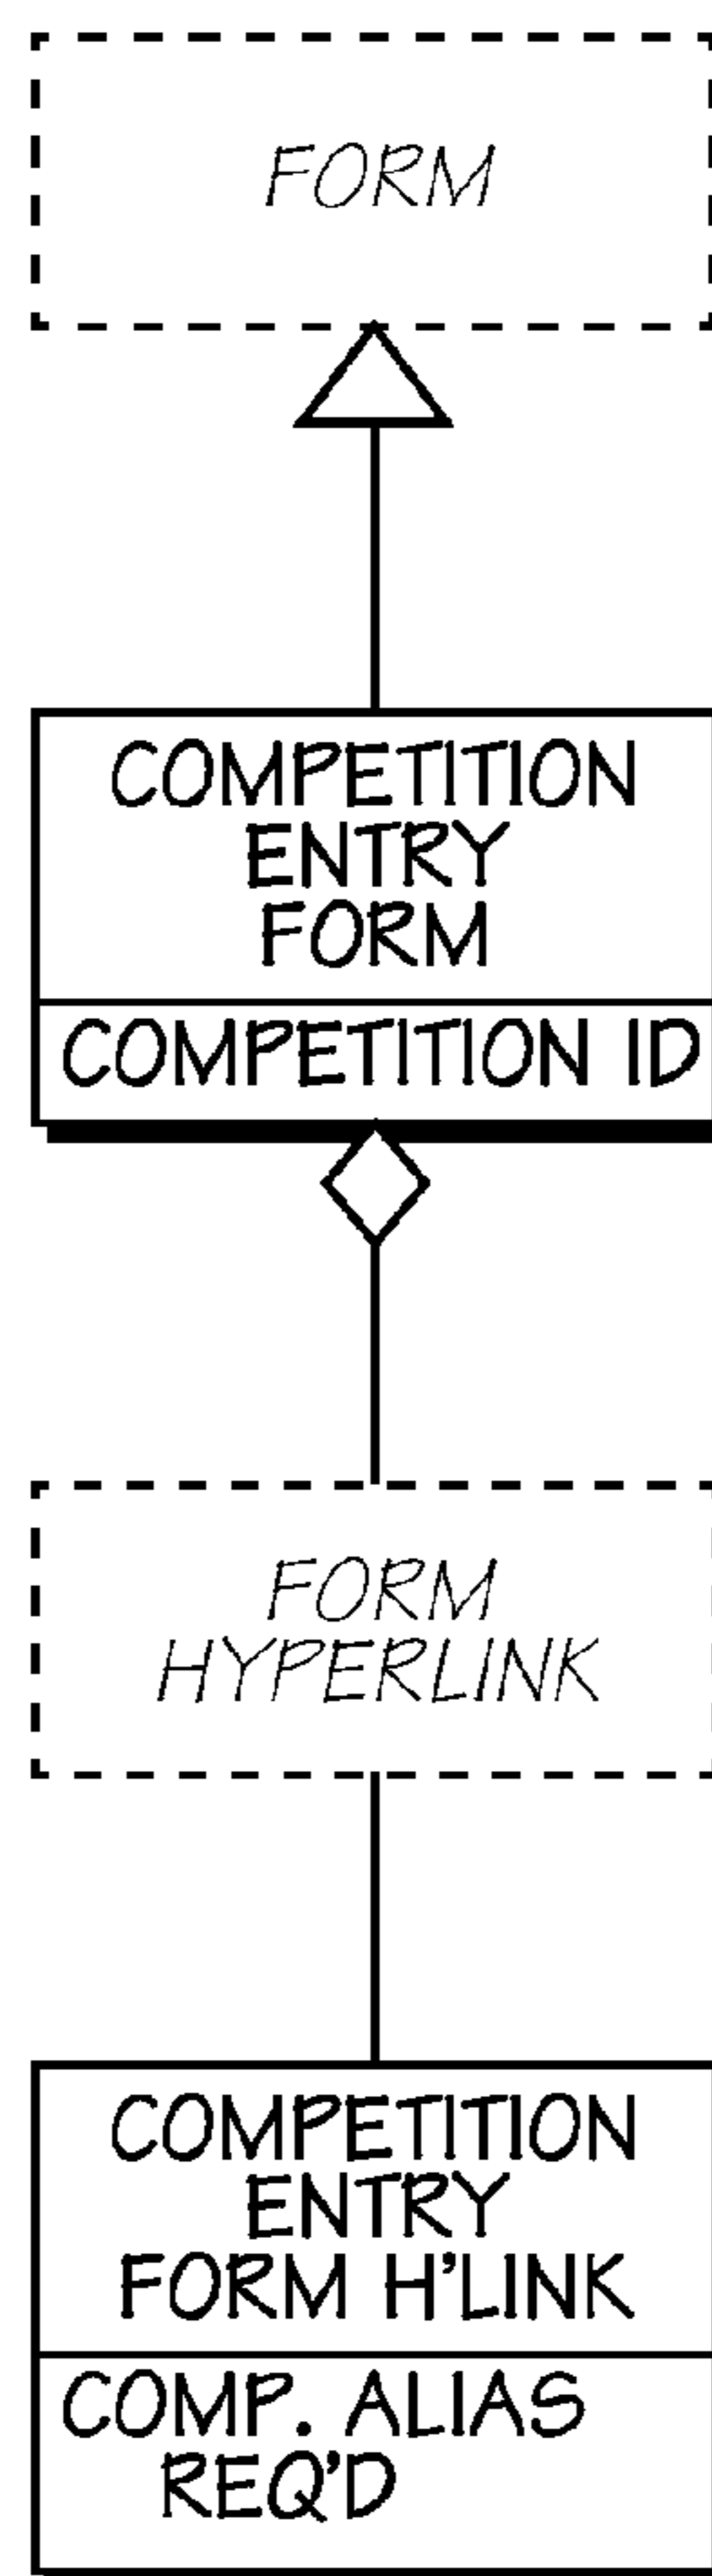 FORM
COMPETITION
ENTRY
FORM
COMPETITION ID
FORM
HYPERLINK
COMPETITION
ENTRY
FORM H'LINK
COMP. ALIAS
REQ'D